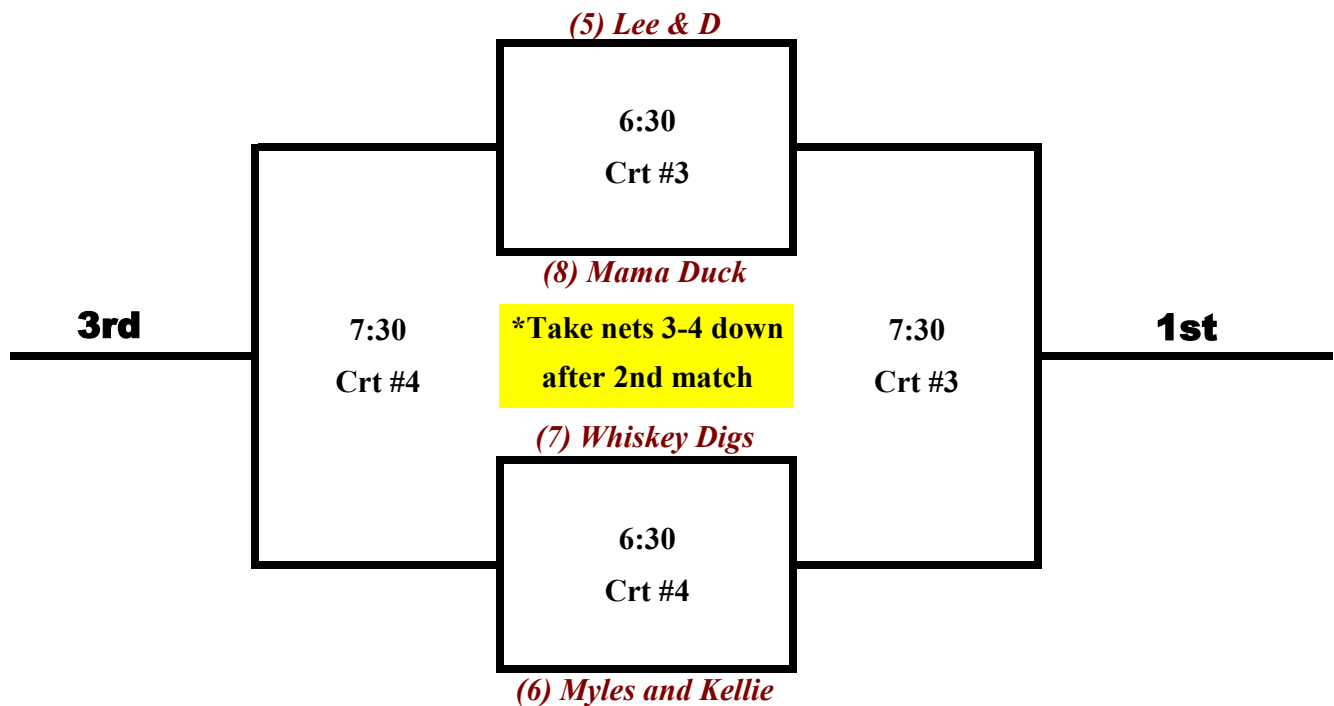 (5) Lee & D
6:30
Crt #3
(8) Mama Duck
3rd
7:30
Crt #4
*Take nets 3-4 down
after 2nd match
7:30
Crt #3
1st
(7) Whiskey Digs
6:30
Crt #4
(6) Myles and Kellie